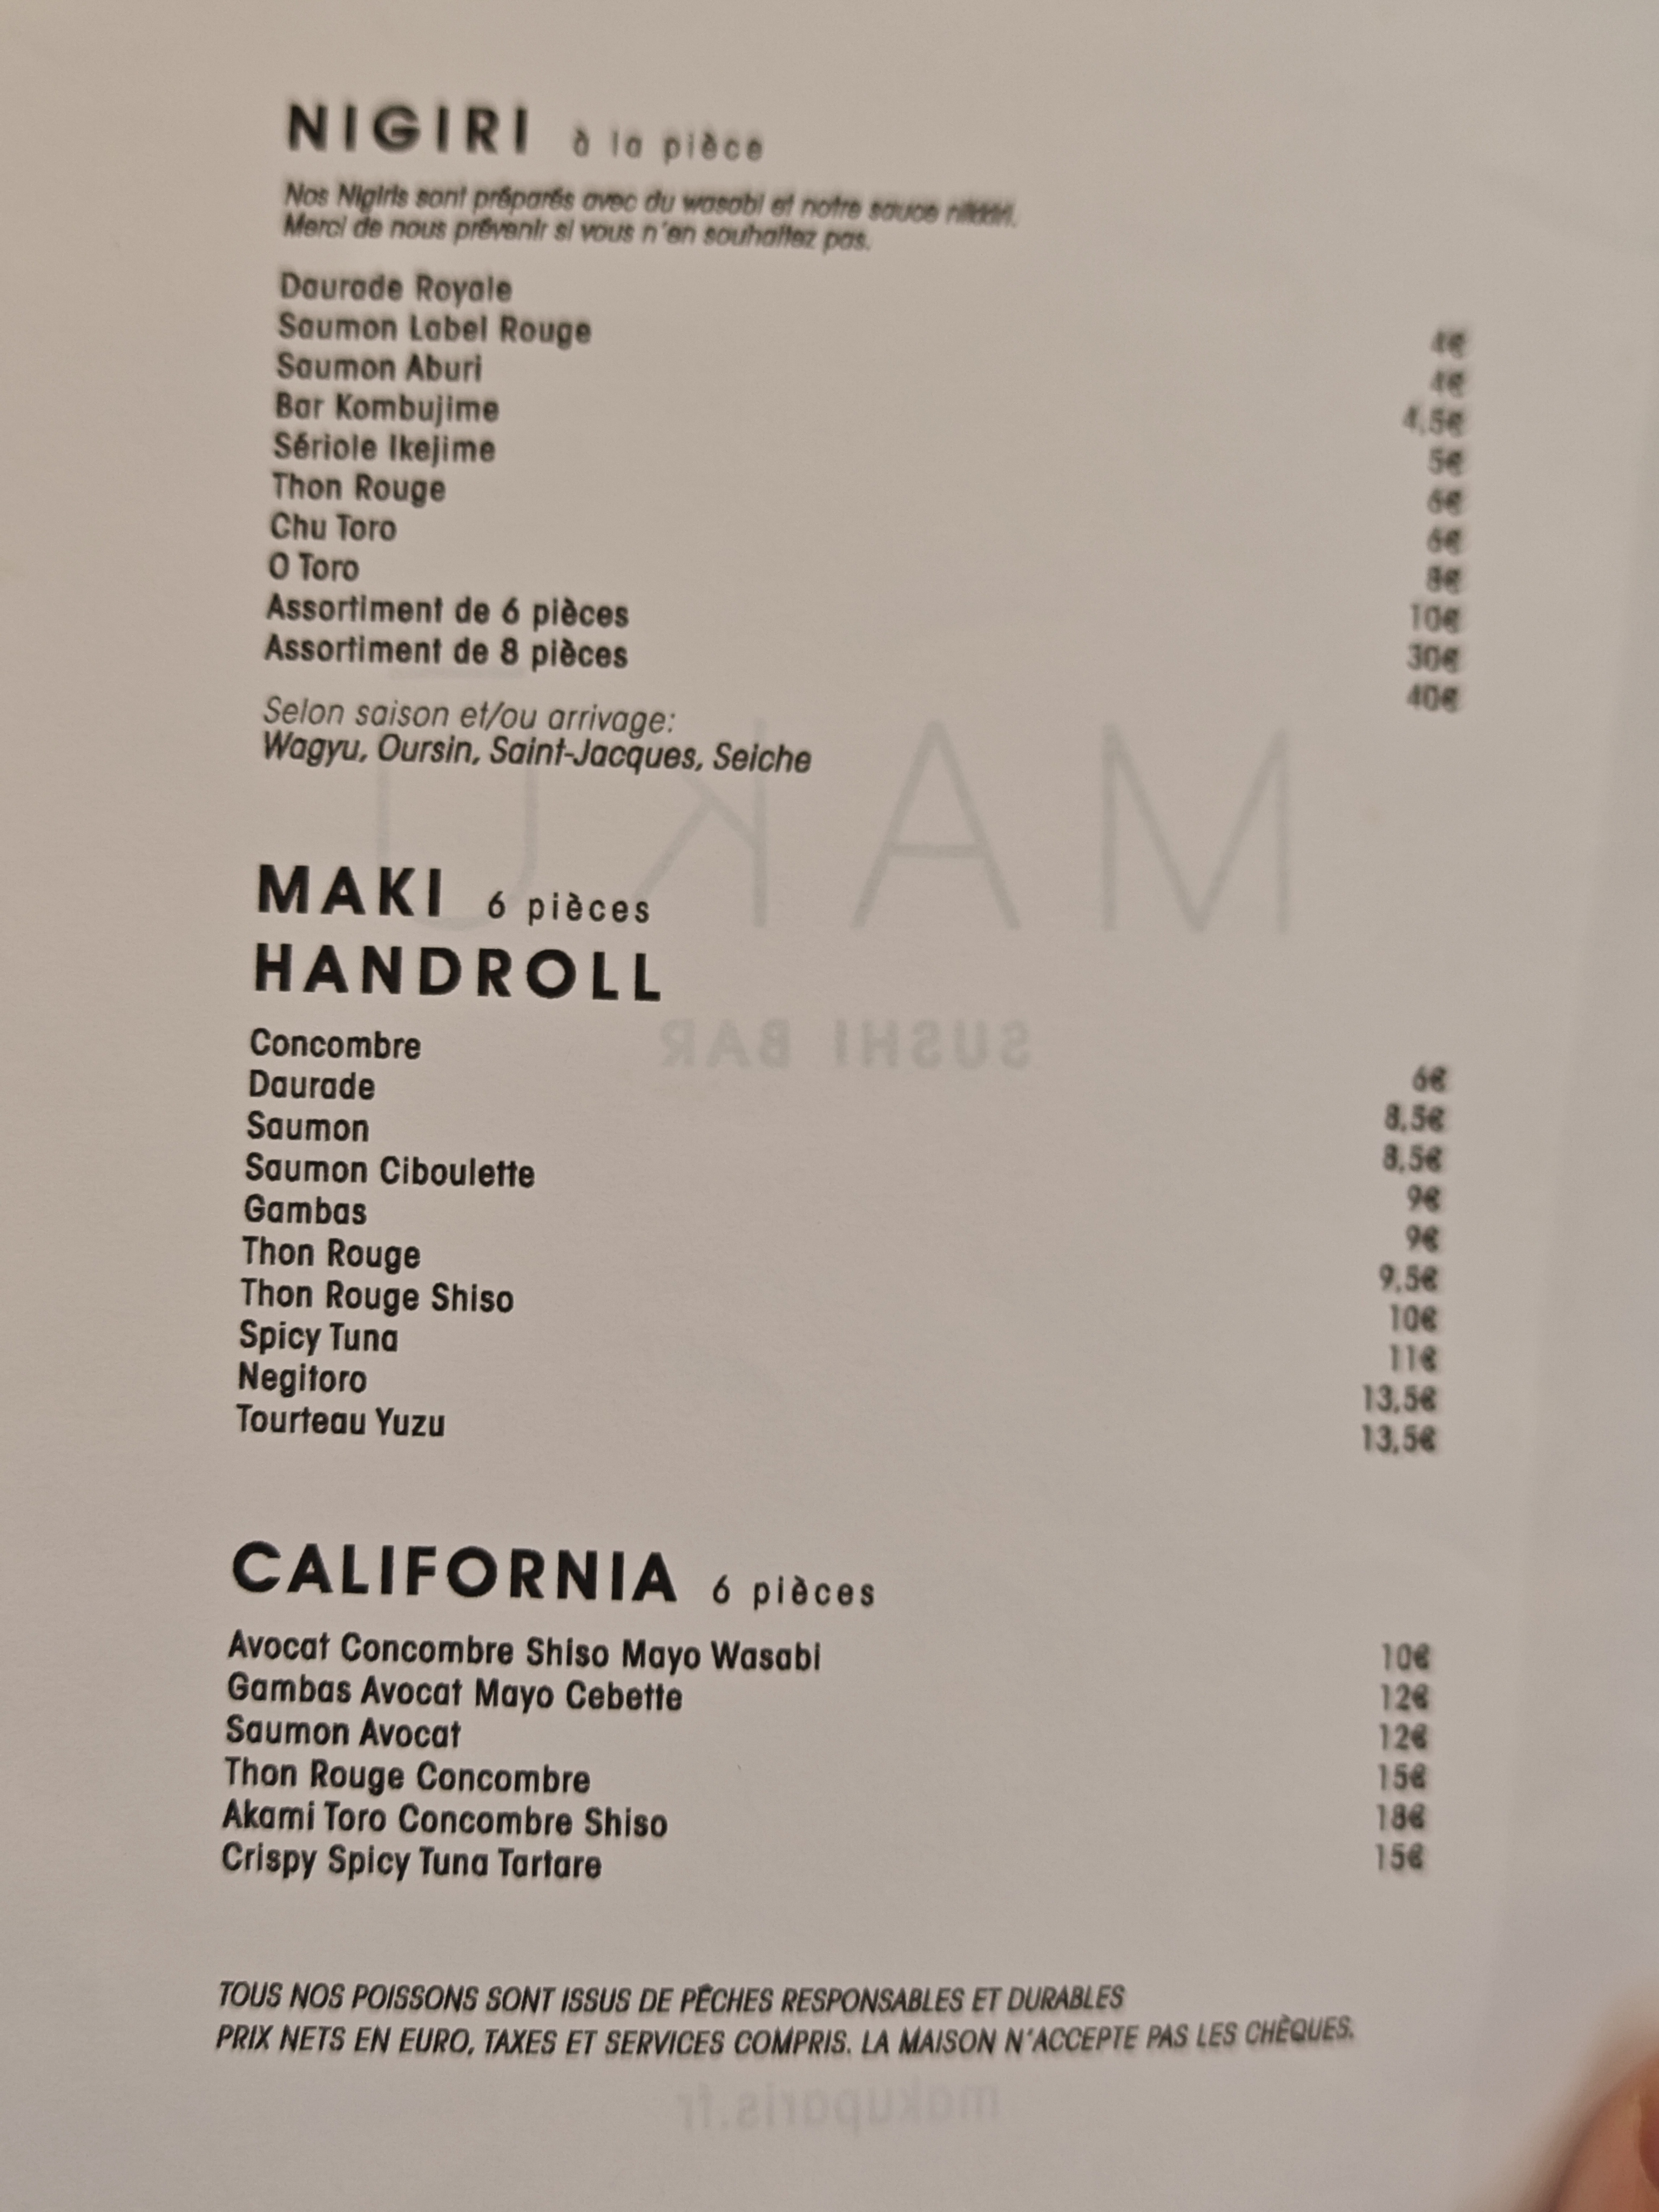 NIGIRI à la pièce
Nos Nigiris sont préparés avec du wasabi et notre sauce nikkiri.
Merci de nous prévenir si vous n'en souhaitez pas.
Daurade Royale 4€
Saumon Label Rouge 4€
Saumon Aburi 4,5€
Bar Kombujime 5€
Sériole Ikejime 6€
Thon Rouge 6€
Chu Toro 8€
O Toro 10€
Assortiment de 6 pièces 30€
Assortiment de 8 pièces 40€
Selon saison et/ou arrivage:
Wagyu, Oursin, Saint-Jacques, Seiche
MAKŪ
SUSHI BAR
MAKI 6 pièces
HANDROLL
Concombre 6€
Daurade 8,5€
Saumon 8,5€
Saumon Ciboulette 9€
Gambas 9€
Thon Rouge 9,5€
Thon Rouge Shiso 10€
Spicy Tuna 11€
Negitoro 13,5€
Tourteau Yuzu 13,5€
CALIFORNIA 6 pièces
Avocat Concombre Shiso Mayo Wasabi 10€
Gambas Avocat Mayo Cebette 12€
Saumon Avocat 12€
Thon Rouge Concombre 15€
Akami Toro Concombre Shiso 18€
Crispy Spicy Tuna Tartare 15€
TOUS NOS POISSONS SONT ISSUS DE PÊCHES RESPONSABLES ET DURABLES
PRIX NETS EN EURO, TAXES ET SERVICES COMPRIS. LA MAISON N'ACCEPTE PAS LES CHÈQUES.
makuparis.fr